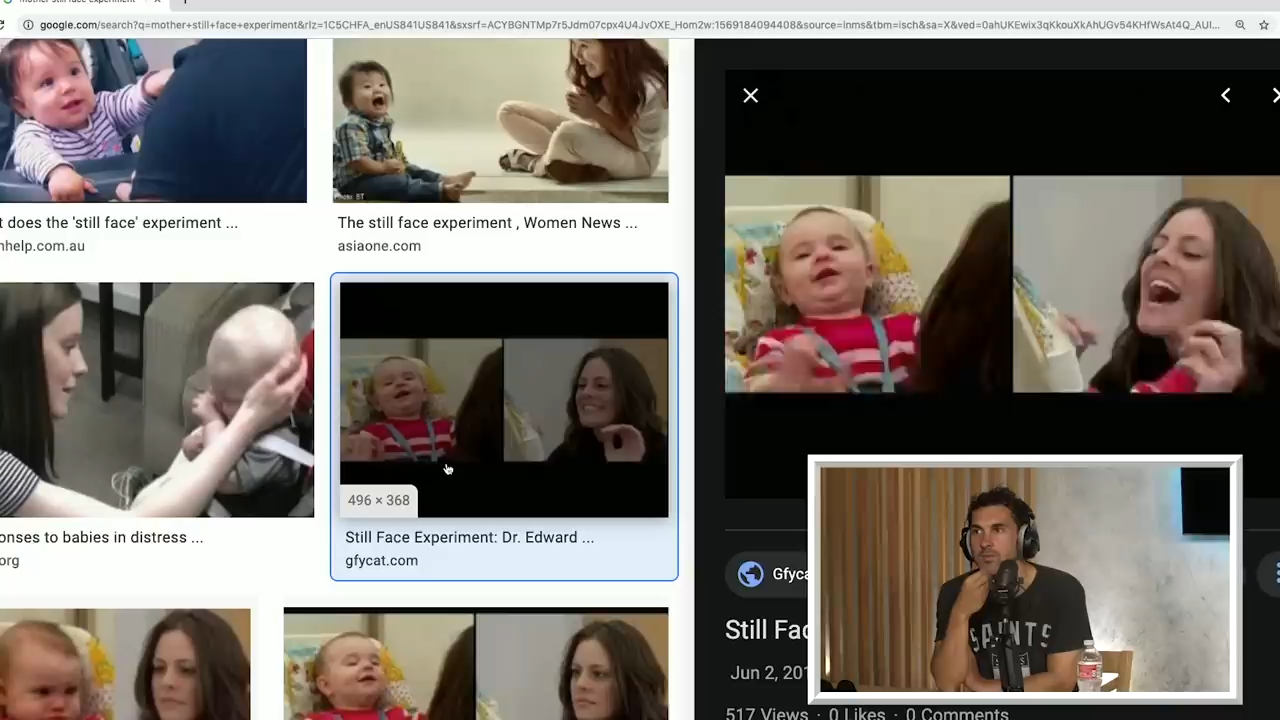 google.com/search?q=mother+still+face+experiment&rlz=1C5CHFA_enUS841US841&sxsrf=ACYBGNTMp7r5Jdm07cpx4U4JvOXE_Hom2w:1569184094408&source=lnms&tbm=isch&sa=X&ved=0ahUKEwix3qKkouXkAhUGv54KHfWsAt4Q_AUI...
Photo: BT
t does the 'still face' experiment ...
nhelp.com.au
The still face experiment , Women News ...
asiaone.com
496 × 368
onses to babies in distress ...
org
Still Face Experiment: Dr. Edward ...
gfycat.com
Gfyca
Still Fac
Jun 2, 201
517 Views · 0 Likes · 0 Comments
SAINTS